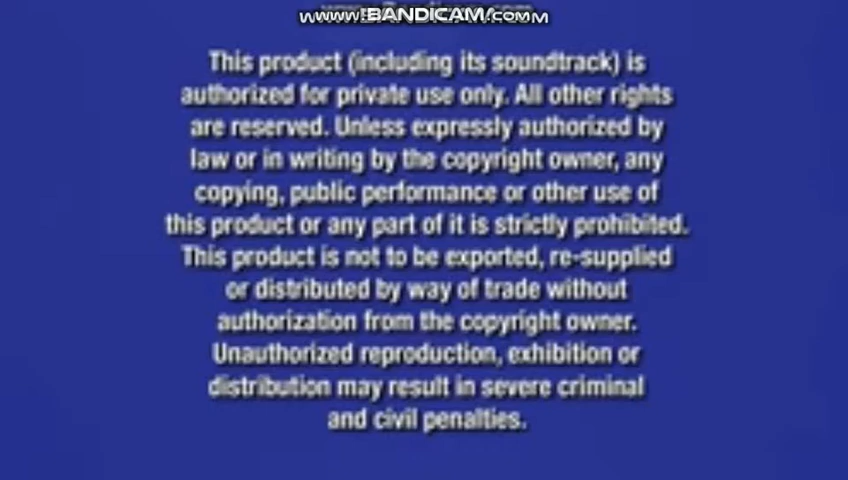 www.BANDICAM.com
This product (including its soundtrack) is
authorized for private use only. All other rights
are reserved. Unless expressly authorized by
law or in writing by the copyright owner, any
copying, public performance or other use of
this product or any part of it is strictly prohibited.
This product is not to be exported, re-supplied
or distributed by way of trade without
authorization from the copyright owner.
Unauthorized reproduction, exhibition or
distribution may result in severe criminal
and civil penalties.